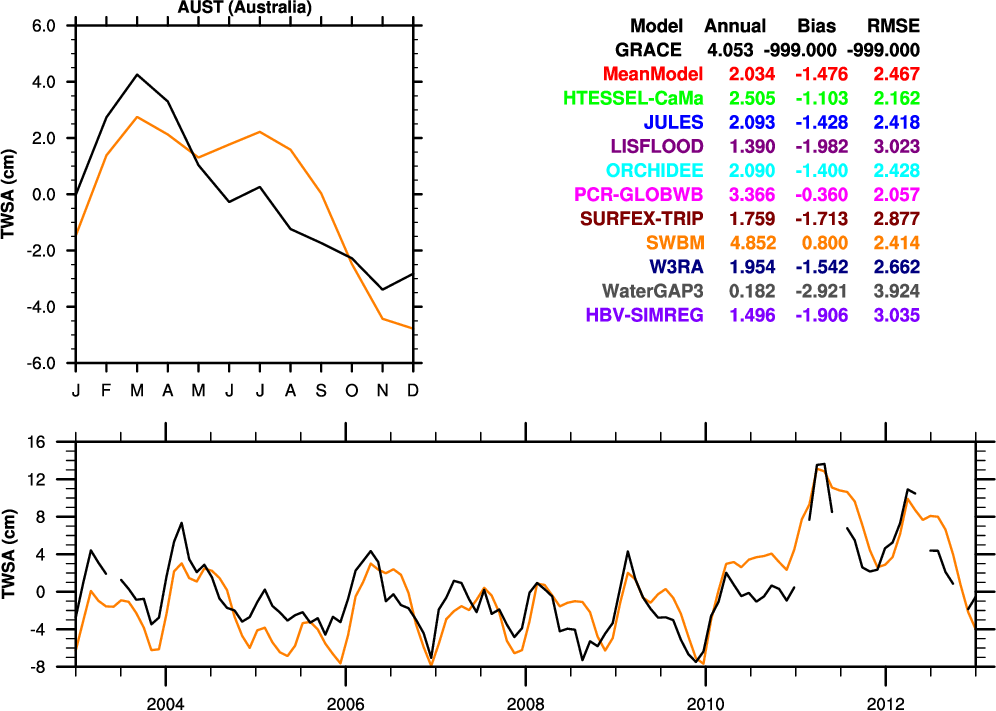 AUST (Australia)
6.0
4.0
2.0
0.0
-2.0
-4.0
-6.0
TWSA (cm)
J F M A M J J A S O N D
Model Annual Bias RMSE
GRACE 4.053 -999.000 -999.000
MeanModel 2.034 -1.476 2.467
HTESSEL-CaMa 2.505 -1.103 2.162
JULES 2.093 -1.428 2.418
LISFLOOD 1.390 -1.982 3.023
ORCHIDEE 2.090 -1.400 2.428
PCR-GLOBWB 3.366 -0.360 2.057
SURFEX-TRIP 1.759 -1.713 2.877
SWBM 4.852 0.800 2.414
W3RA 1.954 -1.542 2.662
WaterGAP3 0.182 -2.921 3.924
HBV-SIMREG 1.496 -1.906 3.035
16
12
8
4
0
-4
-8
TWSA (cm)
2004 2006 2008 2010 2012